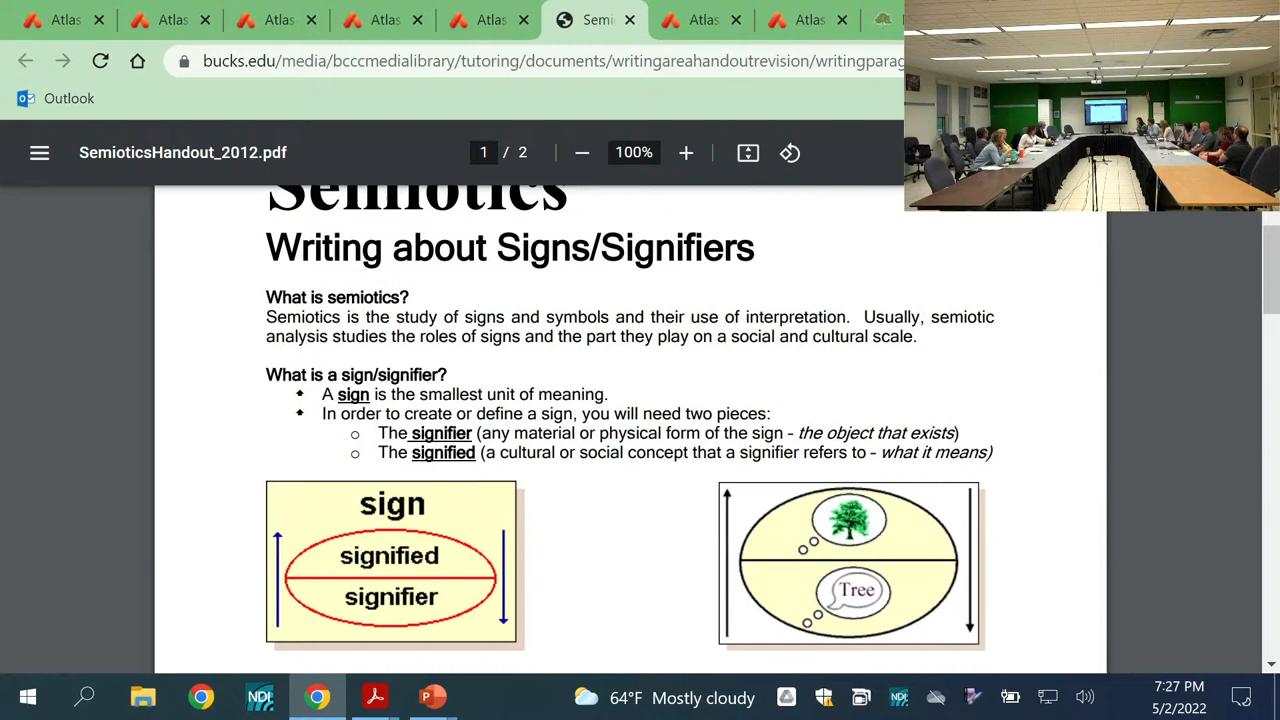 Atlas
Atlas
Atlas
Atlas
Atlas
Semi
Atlas
Atlas
bucks.edu/media/bcccmedialibrary/tutoring/documents/writingareahandoutrevision/writingparag
Outlook
SemioticsHandout_2012.pdf
1 / 2
100%
Semiotics
Writing about Signs/Signifiers
What is semiotics?
Semiotics is the study of signs and symbols and their use of interpretation. Usually, semiotic
analysis studies the roles of signs and the part they play on a social and cultural scale.
What is a sign/signifier?
A sign is the smallest unit of meaning.
In order to create or define a sign, you will need two pieces:
The signifier (any material or physical form of the sign - the object that exists)
The signified (a cultural or social concept that a signifier refers to - what it means)
sign
signified
signifier
Tree
NDI
64°F Mostly cloudy
NDI
7:27 PM
5/2/2022